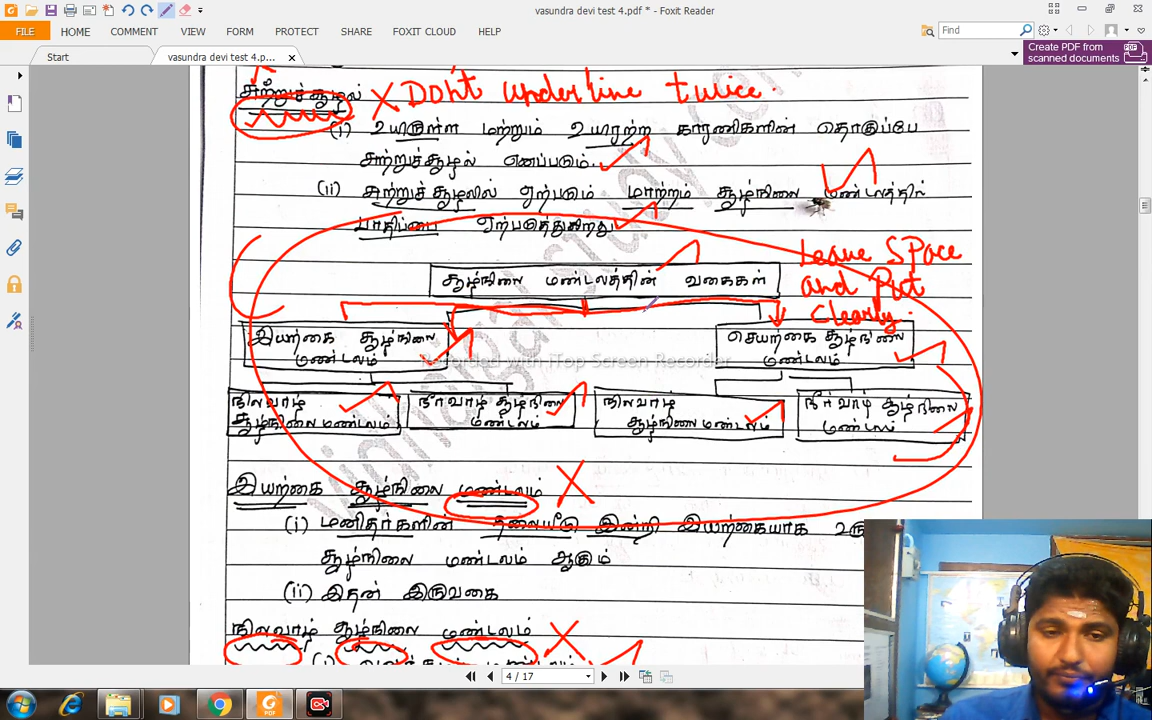 vasundra devi test 4.pdf * - Foxit Reader
FILE HOME COMMENT VIEW FORM PROTECT SHARE FOXIT CLOUD HELP
Find
Start vasundra devi test 4.p...
Create PDF from
scanned documents
சுற்றுச்சூழல் X Don't underline twice.
(i) உயிருள்ள மற்றும் உயிரற்ற காரணிகளின் தொகுப்பே
சுற்றுச்சூழல் எனப்படும்.
(ii) சுற்றுச் சூழலில் ஏற்படும் மாற்றம் சூழ்நிலை மண்டலத்தில்
பாதிப்பை ஏற்படுத்துகிறது.
Leave Space
and Put
Clearly.
சூழ்நிலை மண்டலத்தின் வகைகள்
இயற்கை சூழ்நிலை
மண்டலம்
செயற்கை சூழ்நிலை
மண்டலம்
Recorded with iTop Screen Recorder
நிலவாழ்
சூழ்நிலை மண்டலம்
நீர்வாழ் சூழ்நிலை
மண்டலம்
நிலவாழ்
சூழ்நிலை மண்டலம்
நீர்வாழ் சூழ்நிலை
மண்டலம்
இயற்கை சூழ்நிலை மண்டலம் X
(i) மனிதர்களின் தலையீடு இன்றி இயற்கையாக
சூழ்நிலை மண்டலம் ஆகும்
(ii) இதன் இருவகை
நிலவாழ் சூழ்நிலை மண்டலம் X
4 / 17